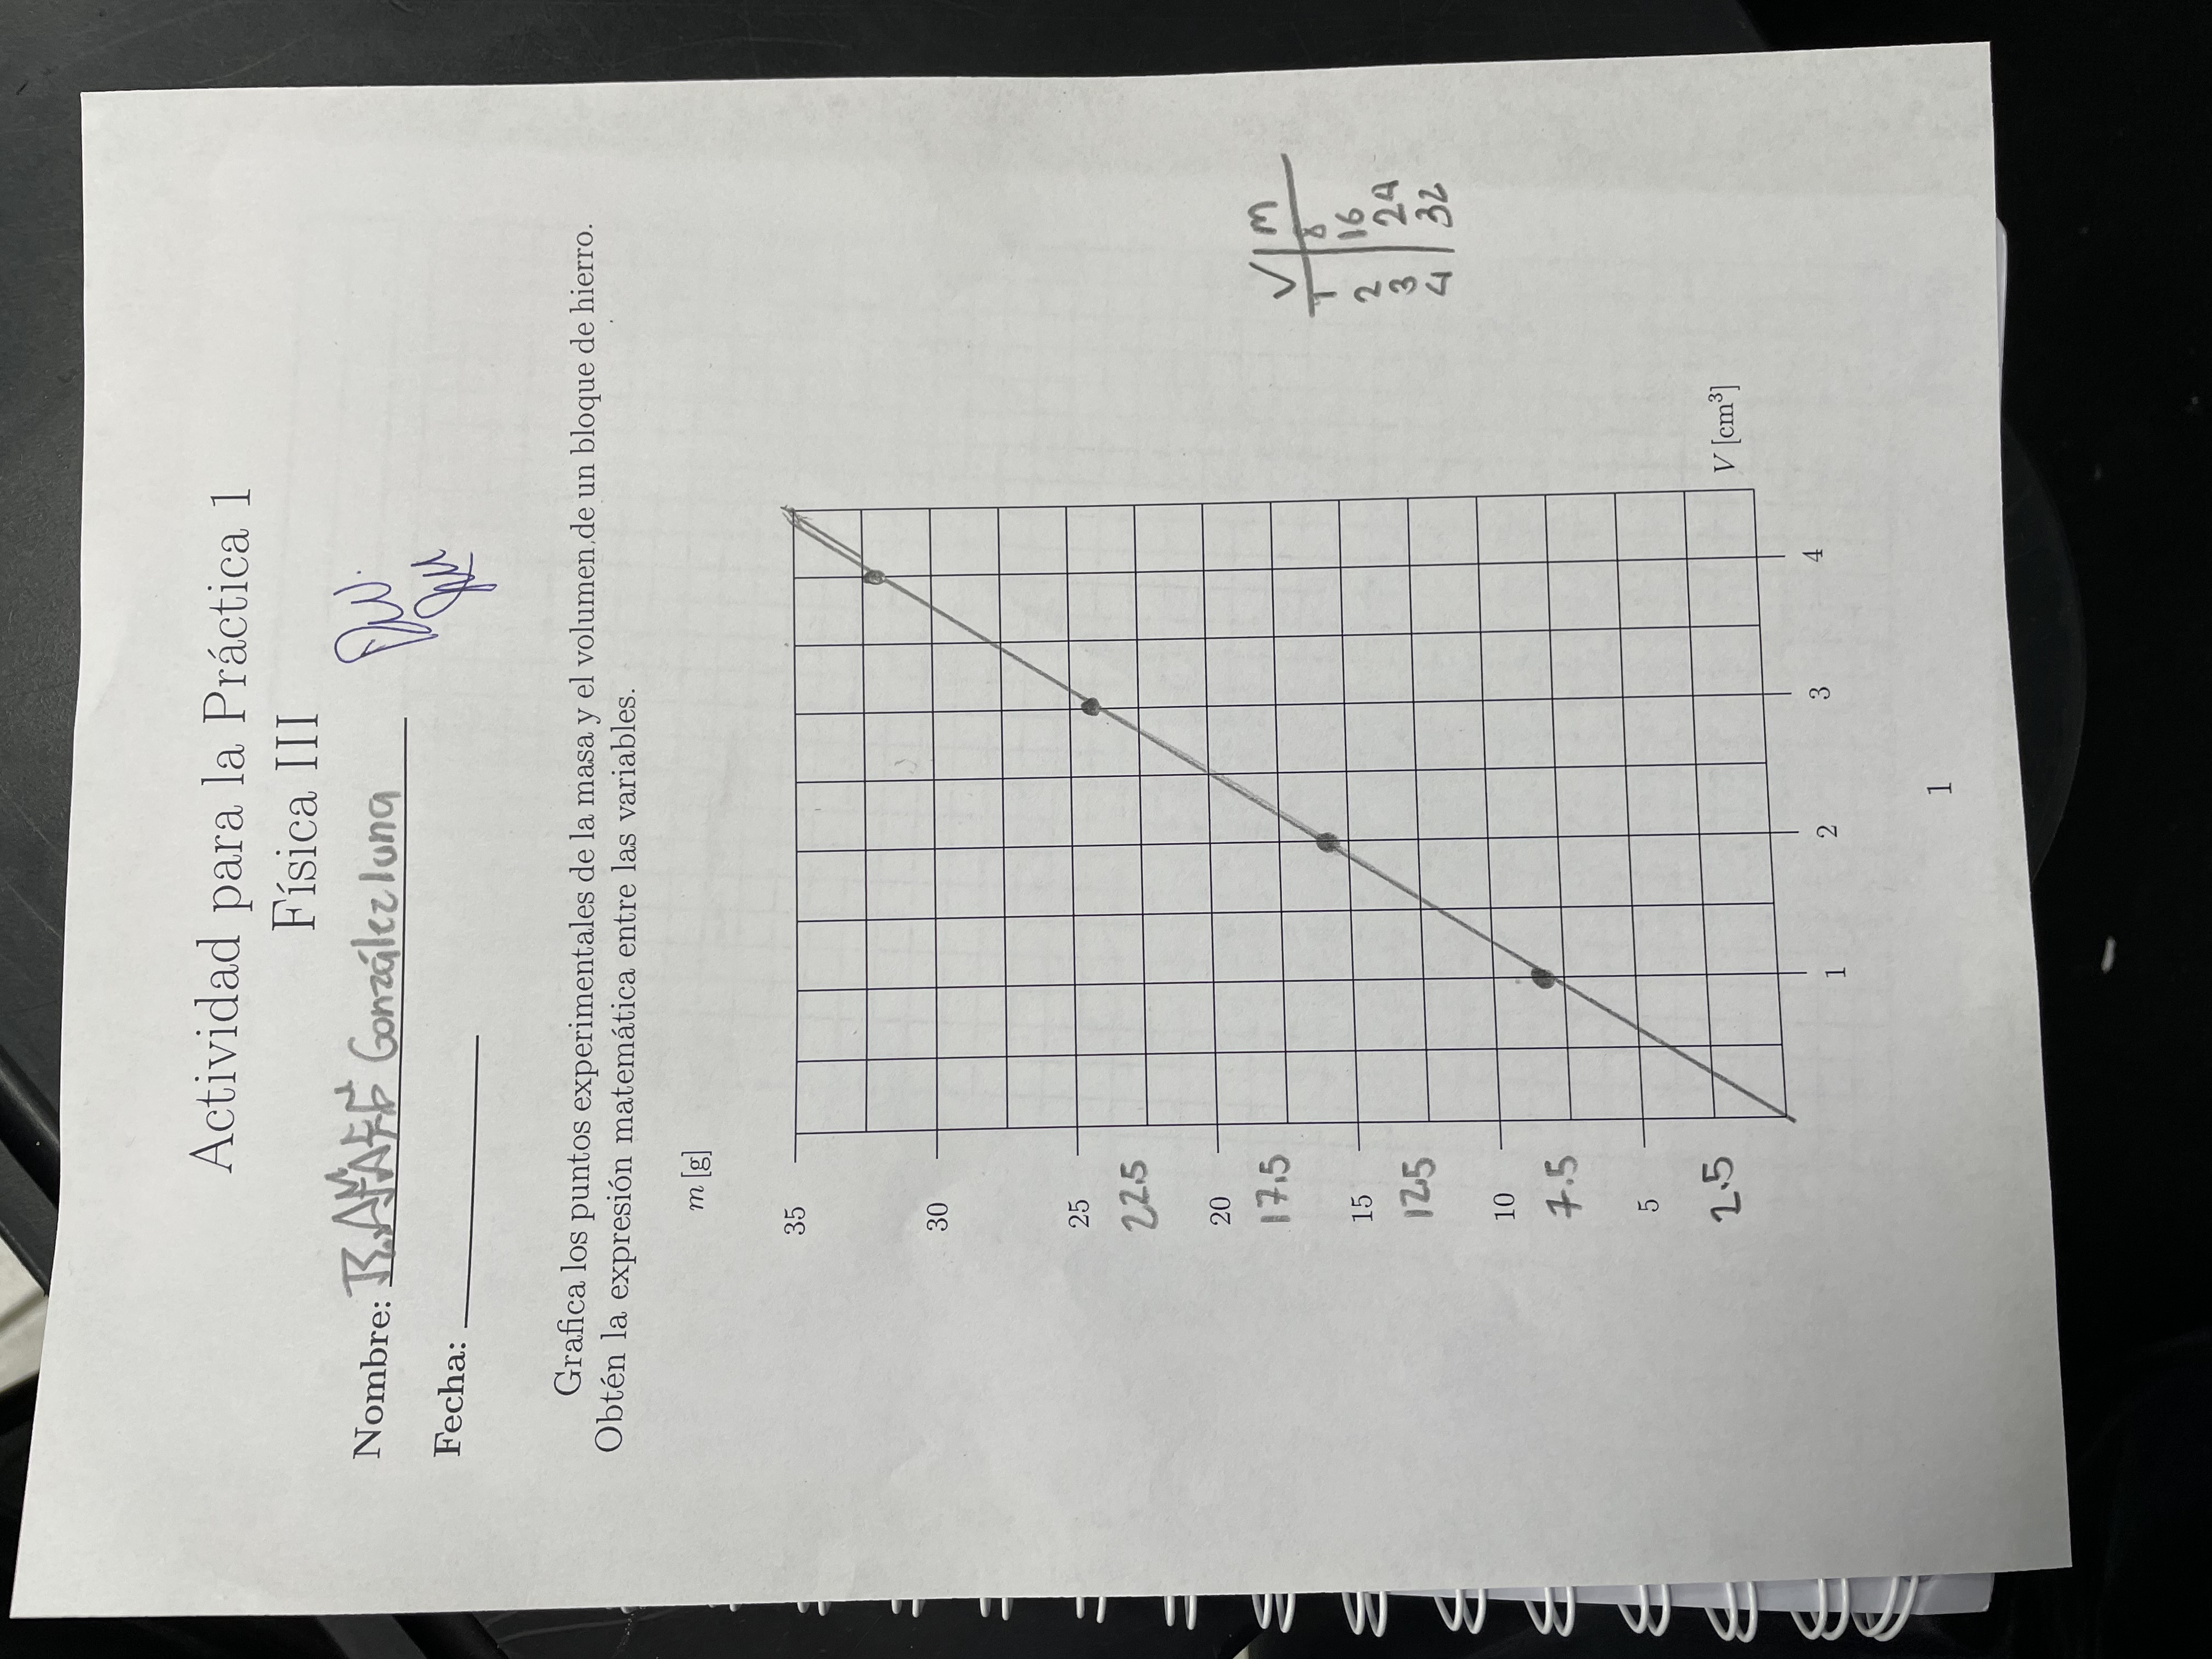 Actividad para la Práctica 1
Física III
Nombre: RAFAEL González luna
Fecha:
Grafica los puntos experimentales de la masa y el volumen de un bloque de hierro.
Obtén la expresión matemática entre las variables.
m [g]
35
30
25
22.5
20
17.5
15
12.5
10
7.5
5
2.5
V [cm³]
1 2 3 4
V M
1 8
2 16
3 24
4 32
1